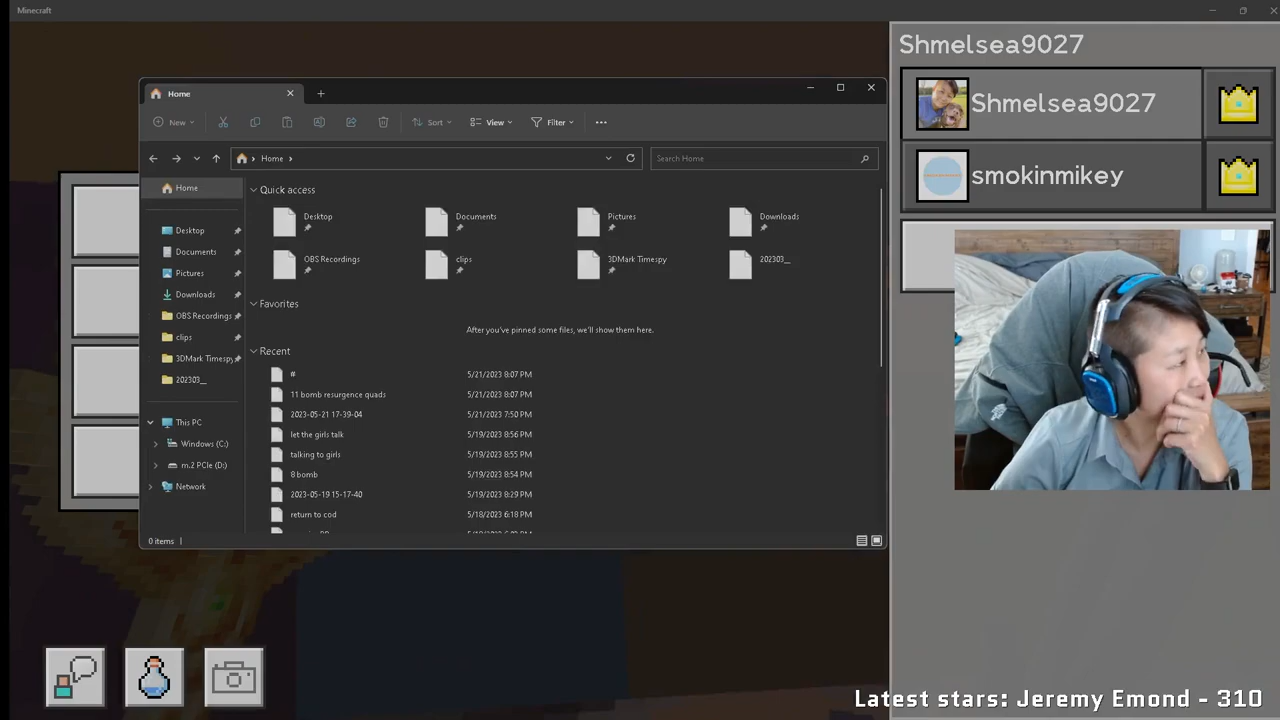 Minecraft
Shmelsea9027
Home
Shmelsea9027
New
Sort
View
Filter
Home
Search Home
smokinmikey
Home
Quick access
Desktop
Documents
Pictures
Downloads
Desktop
Documents
OBS Recordings
clips
3DMark Timespy
202303__
Pictures
Downloads
Favorites
OBS Recordings
After you've pinned some files, we'll show them here.
clips
Recent
3DMark Timespy
# 5/21/2023 8:07 PM
202303__
11 bomb resurgence quads 5/21/2023 8:07 PM
2023-05-21 17-39-04 5/21/2023 7:50 PM
This PC
let the girls talk 5/19/2023 8:56 PM
Windows (C:)
talking to girls 5/19/2023 8:55 PM
m.2 PCIe (D:)
8 bomb 5/19/2023 8:54 PM
Network
2023-05-19 15-17-40 5/19/2023 8:29 PM
return to cod 5/18/2023 6:18 PM
0 items
Latest stars: Jeremy Emond - 310